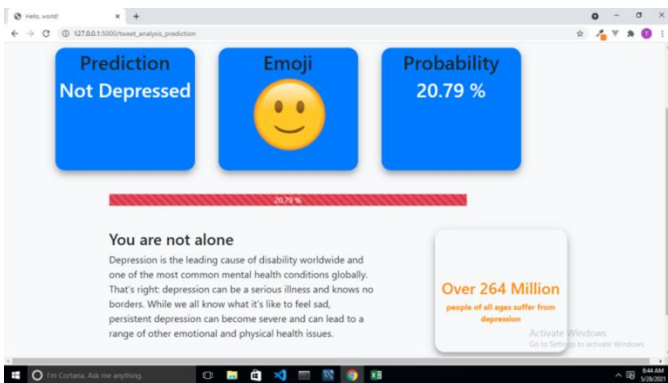 Hello, world!
127.0.0.1:5000/tweet_analysis_prediction
Prediction
Not Depressed
Emoji
Probability
20.79 %
20.79 %
You are not alone
Depression is the leading cause of disability worldwide and
one of the most common mental health conditions globally.
That's right: depression can be a serious illness and knows no
borders. While we all know what it's like to feel sad,
persistent depression can become severe and can lead to a
range of other emotional and physical health issues.
Over 264 Million
people of all ages suffer from
depression
Activate Windows
Go to Settings to activate Windows.
I'm Cortana. Ask me anything.
8:44 AM